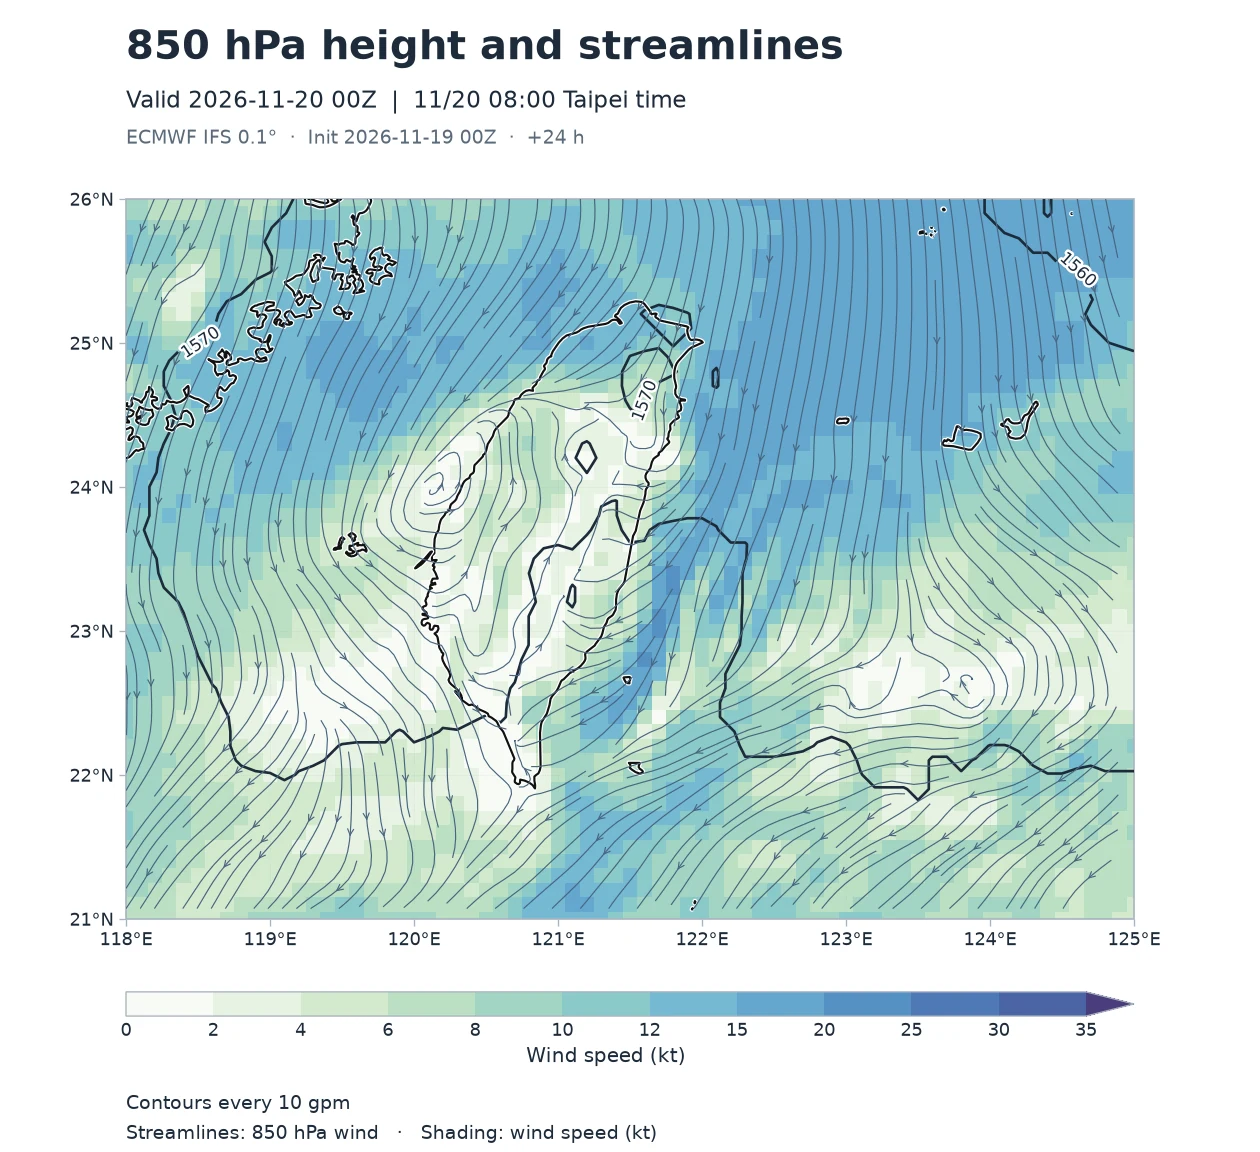 850 hPa height and streamlines
Valid 2026-11-20 00Z | 11/20 08:00 Taipei time
ECMWF IFS 0.1° · Init 2026-11-19 00Z · +24 h
26°N
25°N
24°N
23°N
22°N
21°N
1570
1570
1560
118°E 119°E 120°E 121°E 122°E 123°E 124°E 125°E
0 2 4 6 8 10 12 15 20 25 30 35
Wind speed (kt)
Contours every 10 gpm
Streamlines: 850 hPa wind · Shading: wind speed (kt)